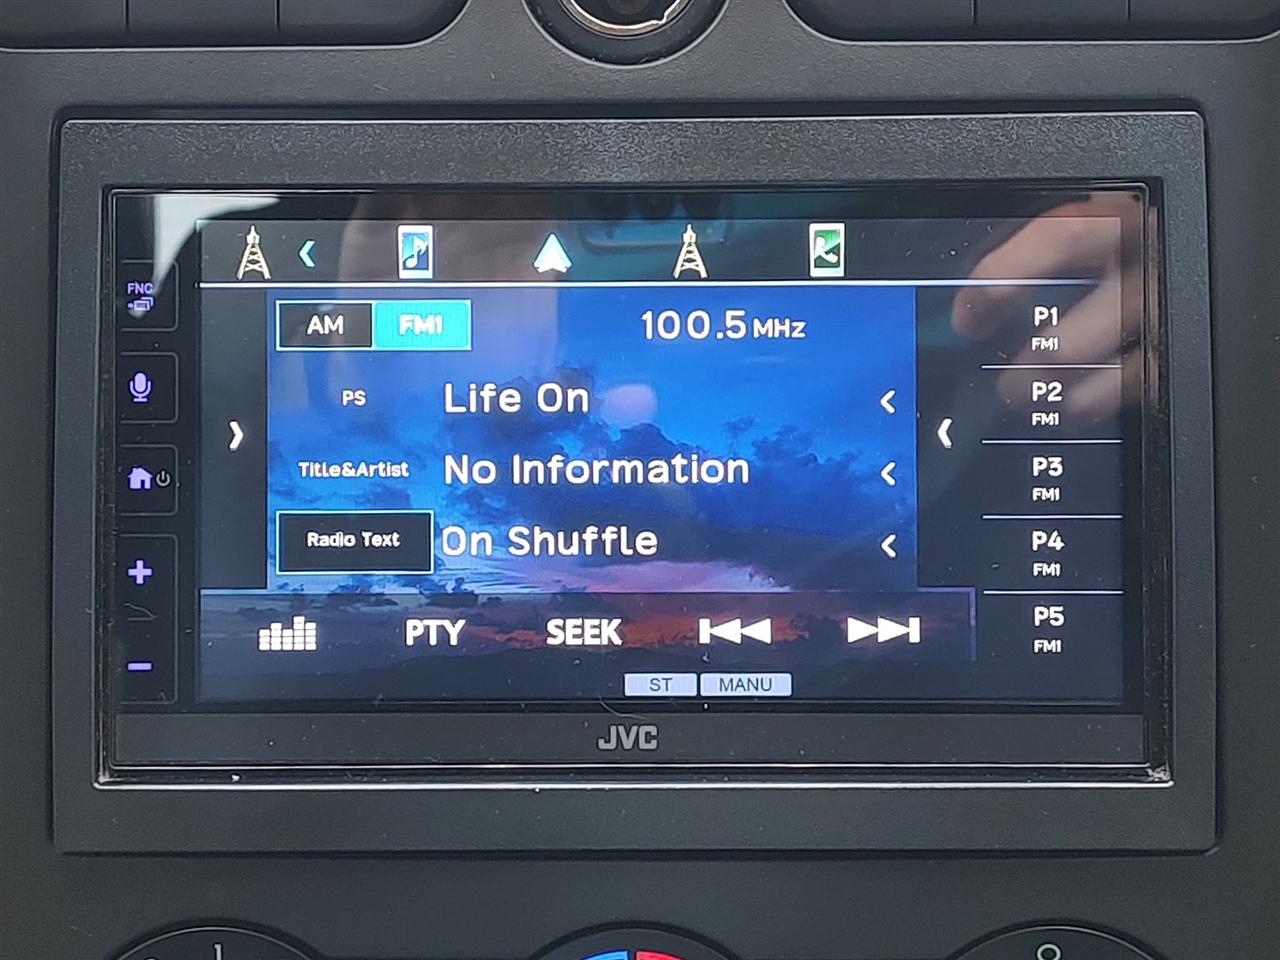 FNC
AM FM1 100.5 MHz
PS Life On
Title&Artist No Information
Radio Text On Shuffle
P1
FM1
P2
FM1
P3
FM1
P4
FM1
P5
FM1
PTY SEEK
ST MANU
JVC